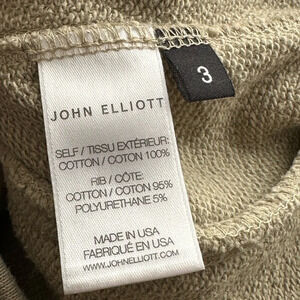 3
JOHN ELLIOTT
SELF / TISSU EXTÉRIEUR:
COTTON / COTON 100%
RIB / CÔTE:
COTTON / COTON 95%
POLYURETHANE 5%
MADE IN USA
FABRIQUÉ EN USA
WWW.JOHNELLIOTT.COM